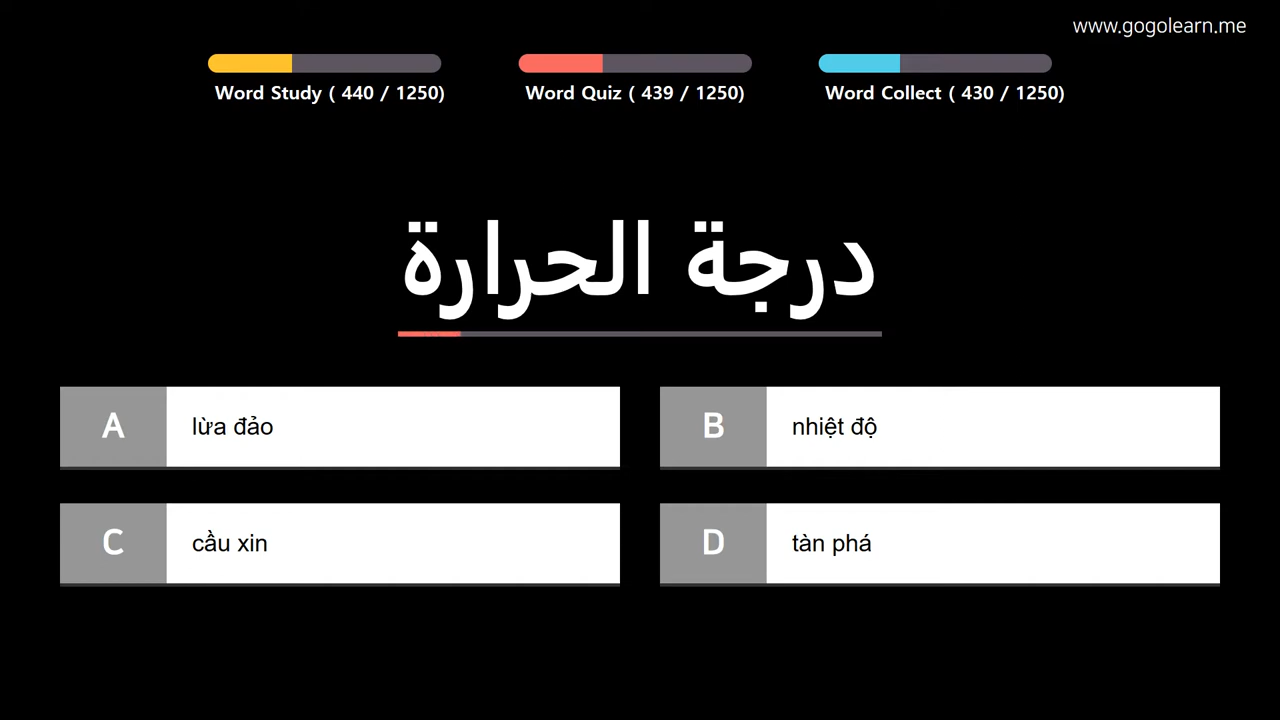 www.gogolearn.me
Word Study ( 440 / 1250)
Word Quiz ( 439 / 1250)
Word Collect ( 430 / 1250)
درجة الحرارة
A
lừa đảo
B
nhiệt độ
C
cầu xin
D
tàn phá